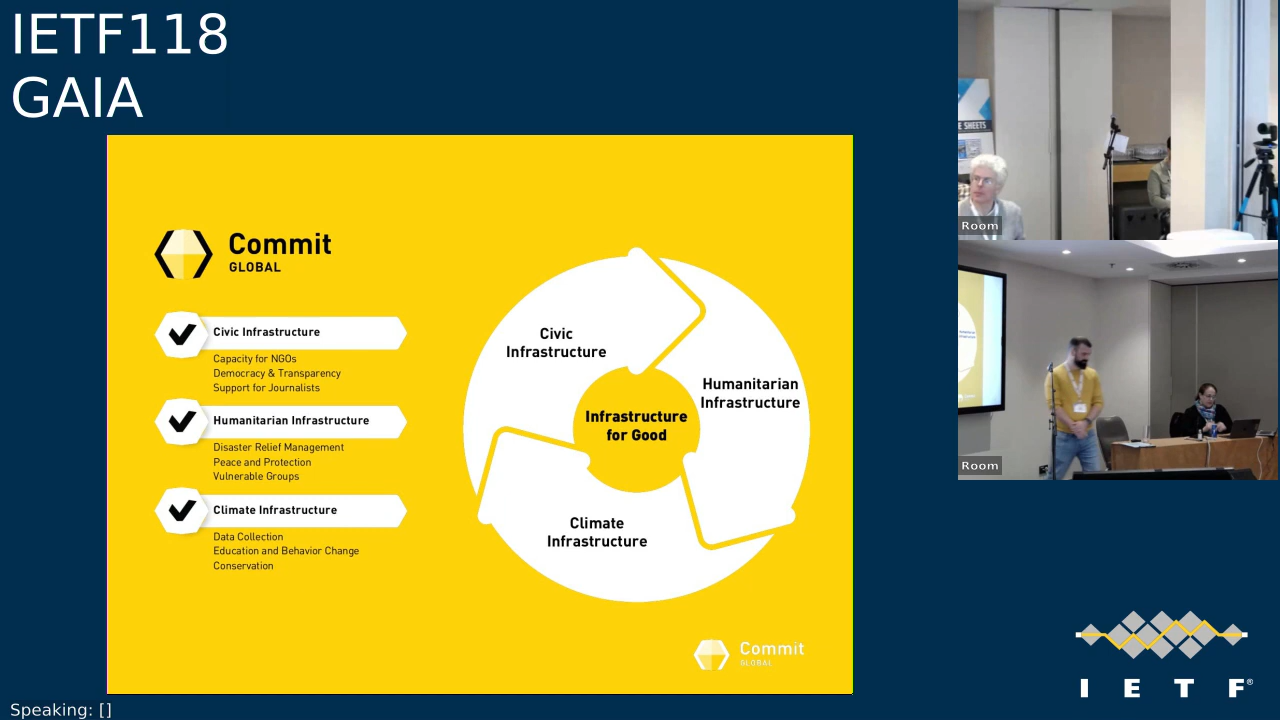 IETF118
GAIA
Commit
GLOBAL
Civic Infrastructure
Capacity for NGOs
Democracy & Transparency
Support for Journalists
Humanitarian Infrastructure
Disaster Relief Management
Peace and Protection
Vulnerable Groups
Climate Infrastructure
Data Collection
Education and Behavior Change
Conservation
Civic
Infrastructure
Humanitarian
Infrastructure
Infrastructure
for Good
Climate
Infrastructure
Commit
GLOBAL
SHEETS
Room
Room
IETF®
Speaking: []